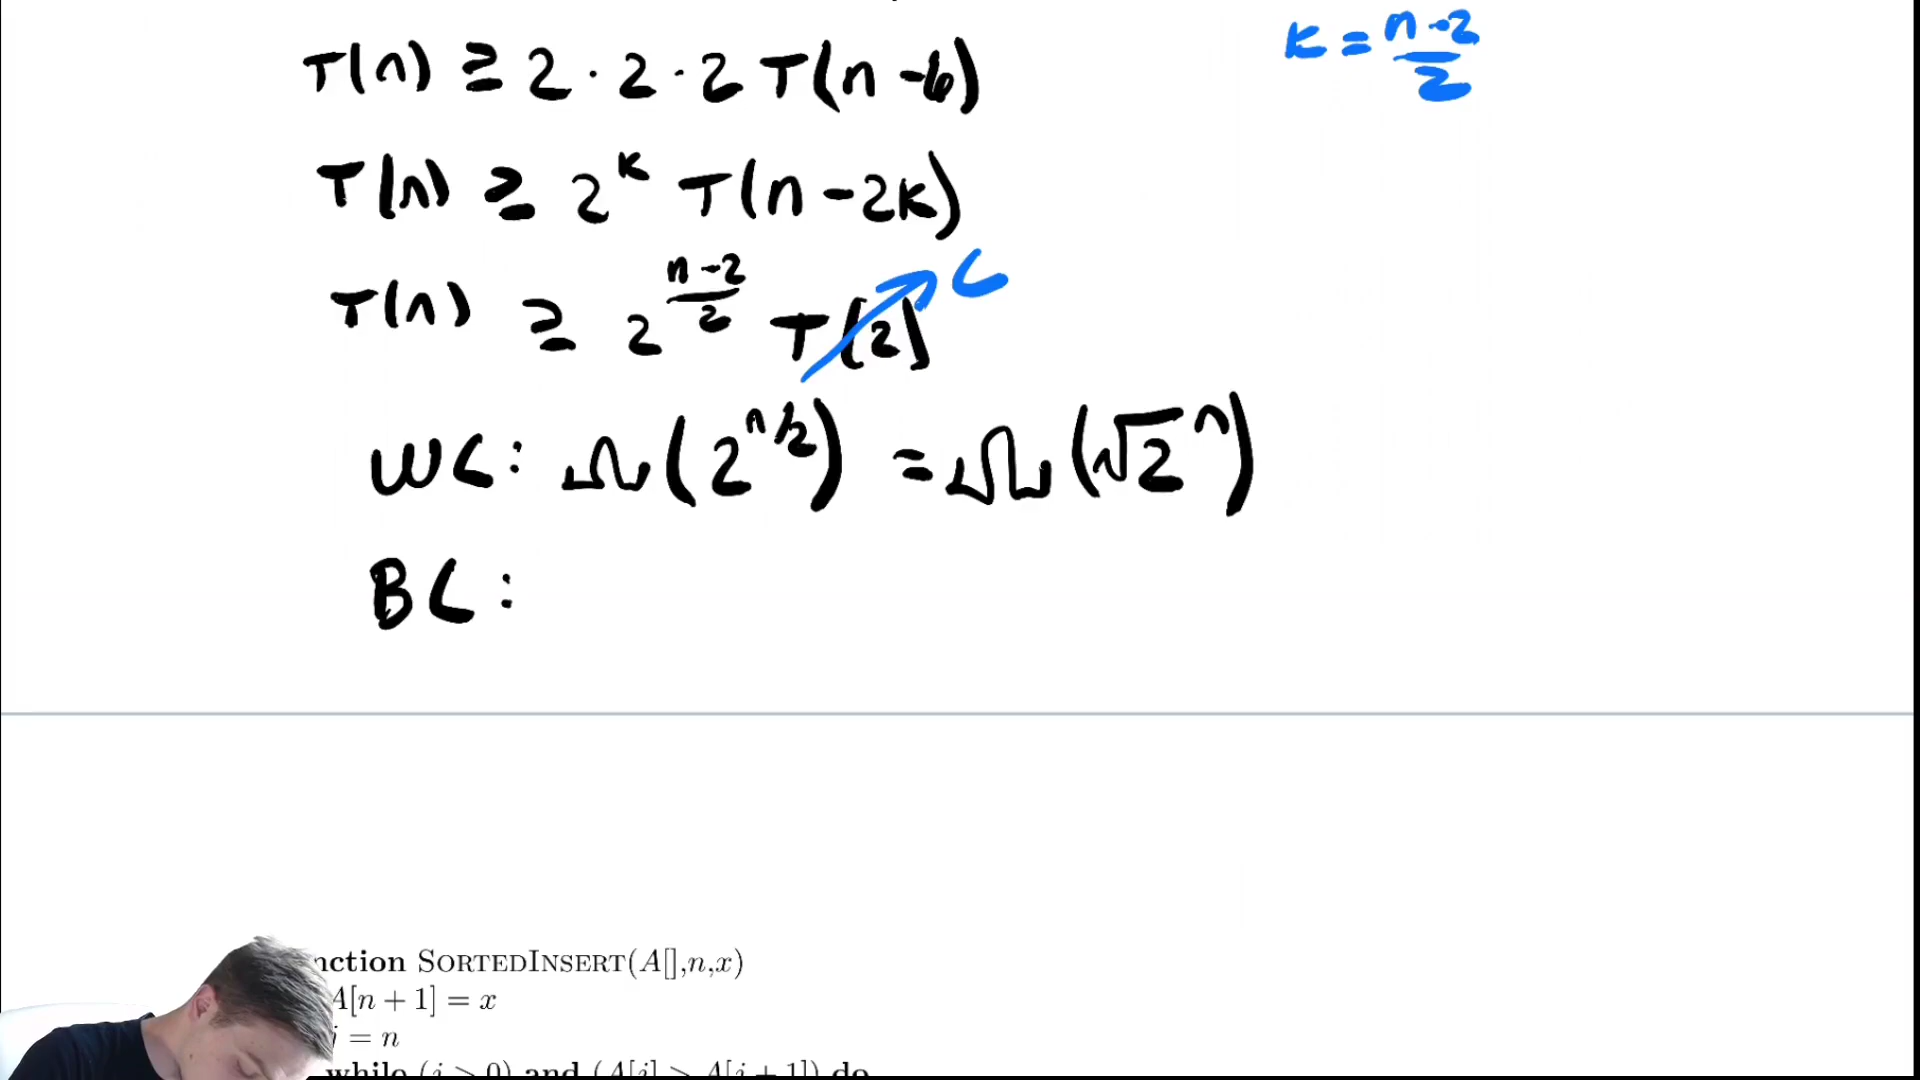 T(n) ≥ 2 · 2 · 2 T(n-6)
k = n-2/2
T(n) ≥ 2^k T(n-2k)
T(n) ≥ 2^(n-2/2) T(2) C
WC: Ω(2^n/2) = Ω(√2^n)
BC:
nction SORTEDINSERT(A[],n,x)
A[n + 1] = x
j = n
while (j > 0) and (A[j] > A[j + 1]) do